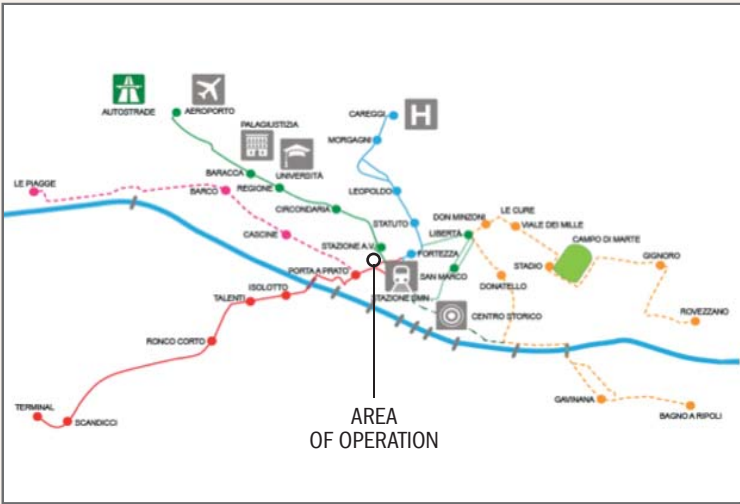 AUTOSTRADE
AEROPORTO
CAREGGI
H
PALAGIUSTIZIA
MORGAGNI
UNIVERSITÀ
BARACCA
LE PIAGGE
BARCO
REGIONE
LEOPOLDO
CIRCONDARIA
STATUTO
DON MINZONI
LE CURE
VIALE DEI MILLE
LIBERTÀ
CASCINE
STAZIONE A.V.
FORTEZZA
CAMPO DI MARTE
GIGNORO
STADIO
PORTA A PRATO
SAN MARCO
DONATELLO
ISOLOTTO
TALENTI
STAZIONE SMN
CENTRO STORICO
ROVEZZANO
RONCO CORTO
TERMINAL
SCANDICCI
GAVINANA
BAGNO A RIPOLI
AREA
OF OPERATION